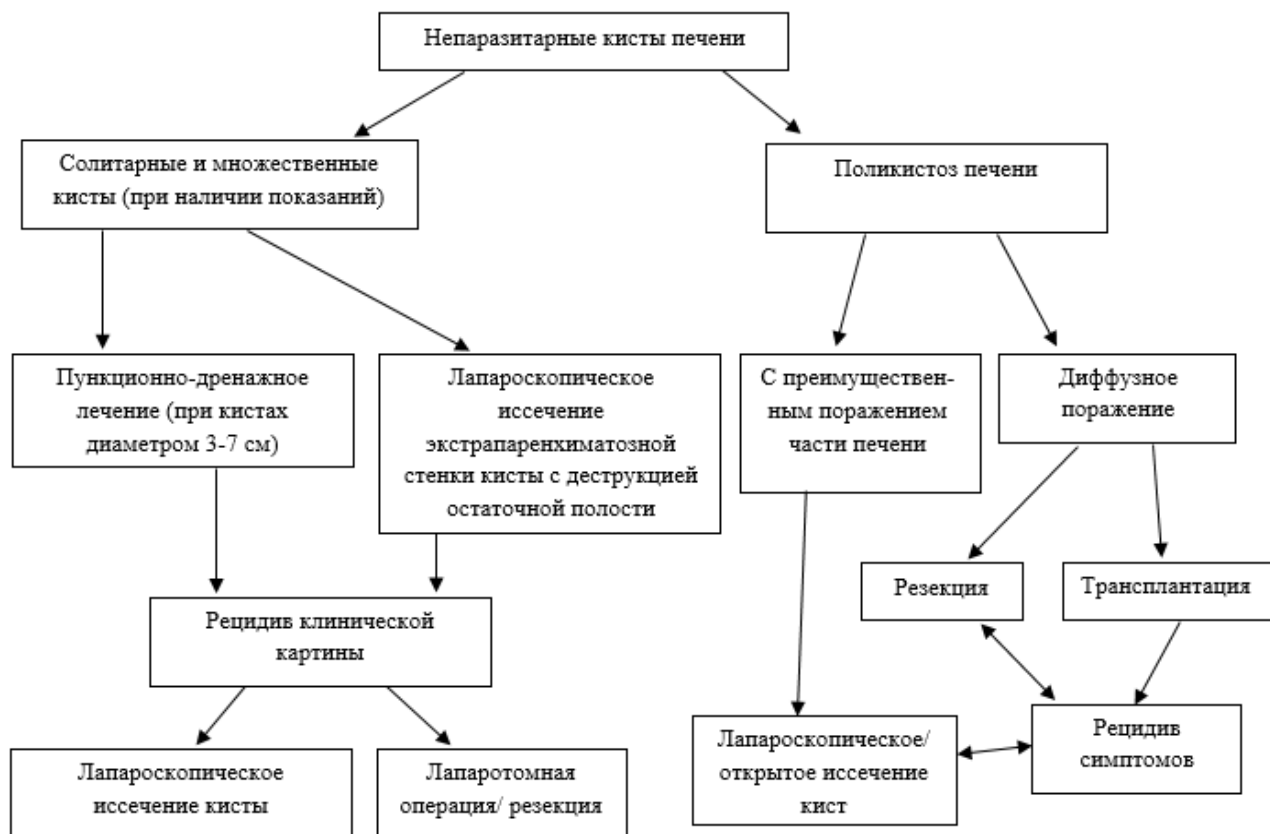 Непаразитарные кисты печени
Солитарные и множественные
кисты (при наличии показаний)
Поликистоз печени
Пункционно-дренажное
лечение (при кистах
диаметром 3-7 см)
Лапароскопическое
иссечение
экстрапаренхиматозной
стенки кисты с деструкцией
остаточной полости
С преимуществен-
ным поражением
части печени
Диффузное
поражение
Резекция
Трансплантация
Рецидив клинической
картины
Лапароскопическое
иссечение кисты
Лапаротомная
операция/ резекция
Лапароскопическое/
открытое иссечение
кист
Рецидив
симптомов